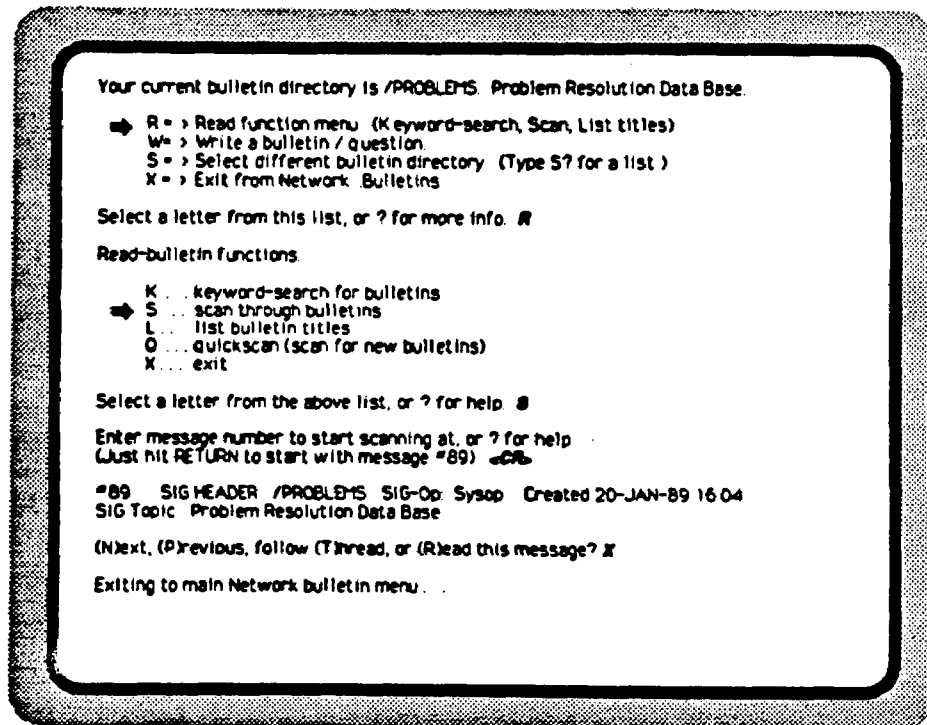 Your current bulletin directory is /PROBLEMS. Problem Resolution Data Base.
R = > Read function menu (Keyword-search, Scan, List titles)
W= > Write a bulletin / question
S = > Select different bulletin directory (Type S? for a list )
X = > Exit from Network Bulletins
Select a letter from this list, or ? for more info. R
Read-bulletin functions
K . . keyword-search for bulletins
S . . scan through bulletins
L . . list bulletin titles
Q . . . quickscan (scan for new bulletins)
X . . . exit
Select a letter from the above list, or ? for help S
Enter message number to start scanning at, or ? for help
(Just hit RETURN to start with message #89) <CR>
#89 SIG HEADER /PROBLEMS SIG-Op: Sysop Created 20-JAN-89 16 04
SIG Topic Problem Resolution Data Base
(N)ext, (P)revious, follow (T)hread, or (R)ead this message? X
Exiting to main Network bulletin menu . .